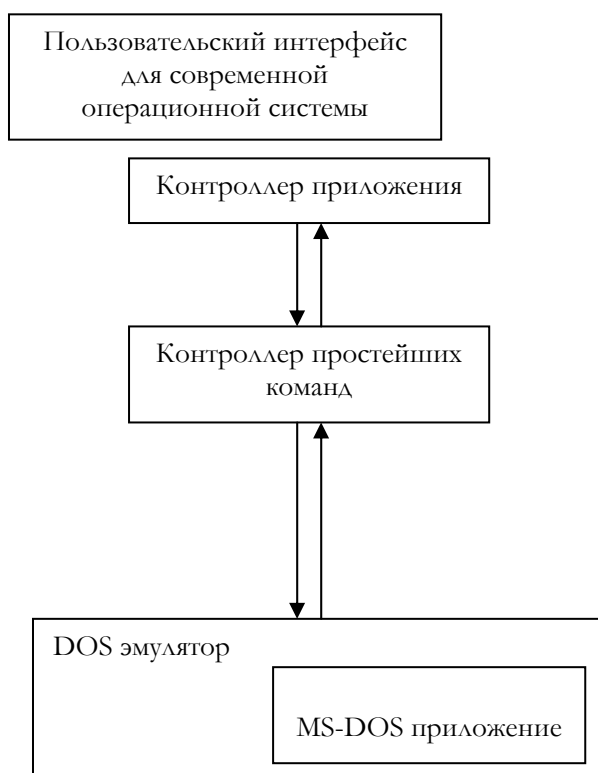 Пользовательский интерфейс
для современной
операционной системы
Контроллер приложения
Контроллер простейших
команд
DOS эмулятор
MS-DOS приложение